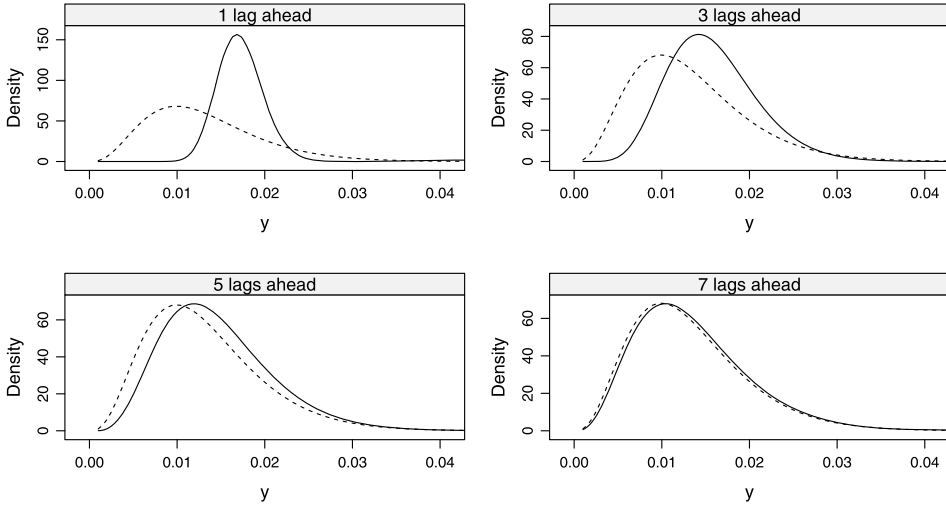 1 lag ahead
Density
0 50 100 150
0.00 0.01 0.02 0.03 0.04
y
3 lags ahead
Density
0 20 40 60 80
0.00 0.01 0.02 0.03 0.04
y
5 lags ahead
Density
0 20 40 60
0.00 0.01 0.02 0.03 0.04
y
7 lags ahead
Density
0 20 40 60
0.00 0.01 0.02 0.03 0.04
y